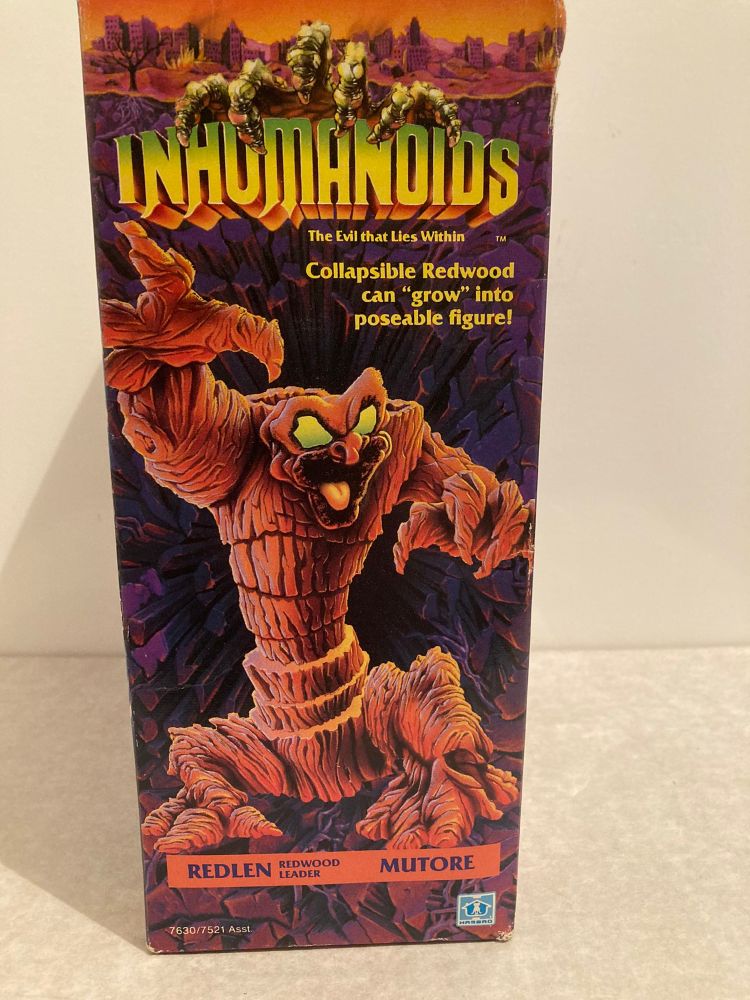 INHUMANOIDS
The Evil that Lies Within TM
Collapsible Redwood
can “grow” into
poseable figure!
REDLEN REDWOOD LEADER MUTORE
HASBRO
7630/7521 Asst.